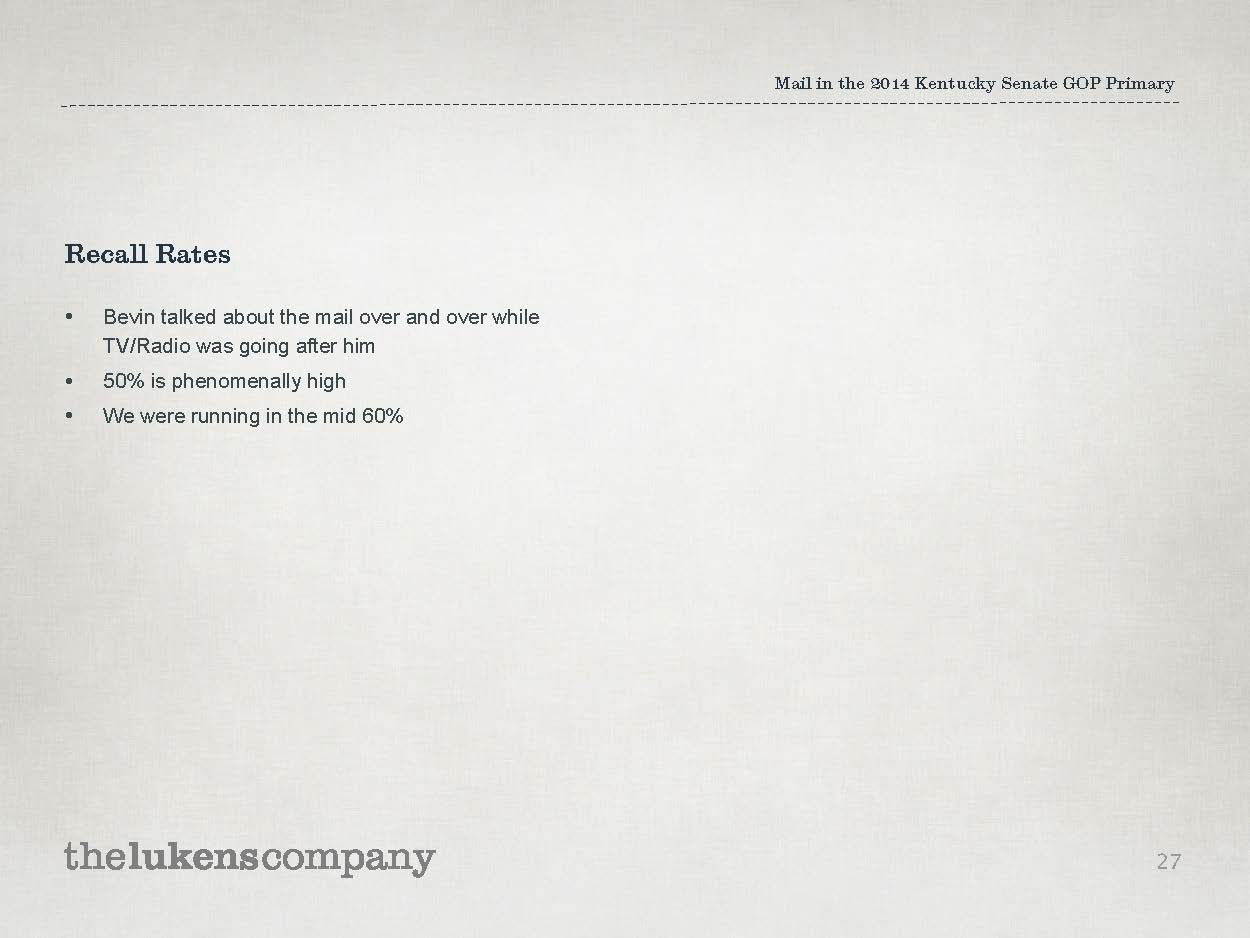 Mail in the 2014 Kentucky Senate GOP Primary
Recall Rates
• Bevin talked about the mail over and over while
TV/Radio was going after him
• 50% is phenomenally high
• We were running in the mid 60%
thelukenscompany
27